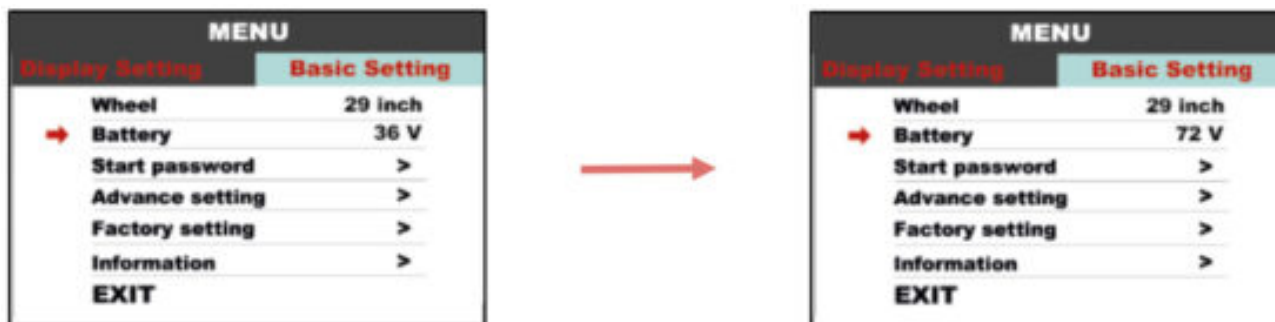 MENU
Display Setting Basic Setting
Wheel 29 inch
Battery 36 V
Start password >
Advance setting >
Factory setting >
Information >
EXIT
MENU
Display Setting Basic Setting
Wheel 29 inch
Battery 72 V
Start password >
Advance setting >
Factory setting >
Information >
EXIT